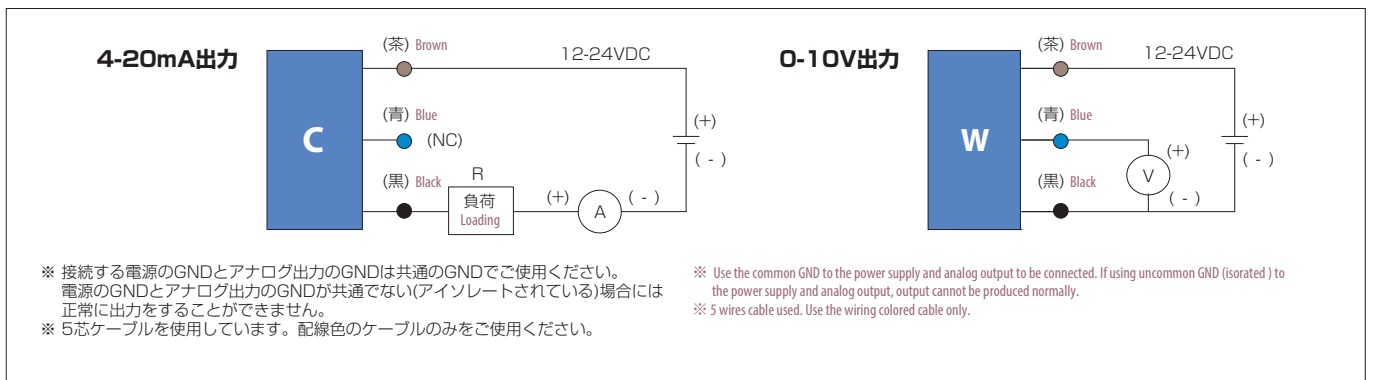 4-20mA出力
C
(茶) Brown
12-24VDC
(青) Blue
(NC)
(+)
( - )
(黒) Black
R
負荷
Loading
(+)
A
( - )
0-10V出力
W
(茶) Brown
12-24VDC
(青) Blue
(+)
(+)
V
( - )
( - )
(黒) Black
※ 接続する電源のGNDとアナログ出力のGNDは共通のGNDでご使用ください。
電源のGNDとアナログ出力のGNDが共通でない(アイソレートされている)場合には
正常に出力をすることができません。
※ 5芯ケーブルを使用しています。配線色のケーブルのみをご使用ください。
※ Use the common GND to the power supply and analog output to be connected. If using uncommon GND (isorated ) to
the power supply and analog output, output cannot be produced normally.
※ 5 wires cable used. Use the wiring colored cable only.